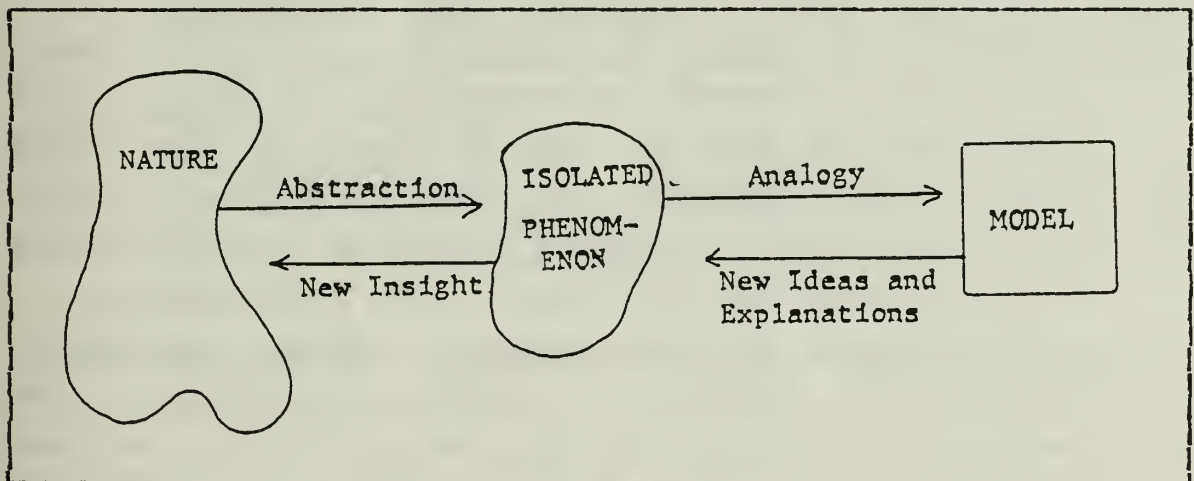 NATURE
Abstraction
New Insight
ISOLATED
PHENOM-
ENON
Analogy
New Ideas and
Explanations
MODEL